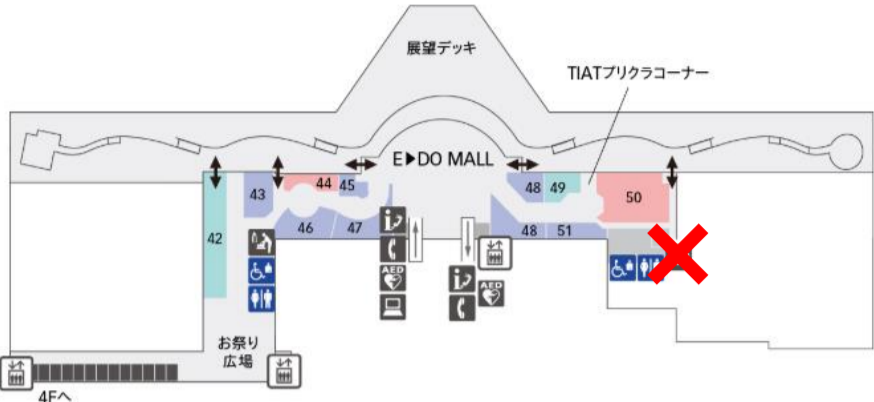 展望デッキ
TIATプリクラコーナー
E▶DO MALL
43
44
45
48
49
50
42
46
47
48
51
AED
AED
お祭り
広場
4Fへ